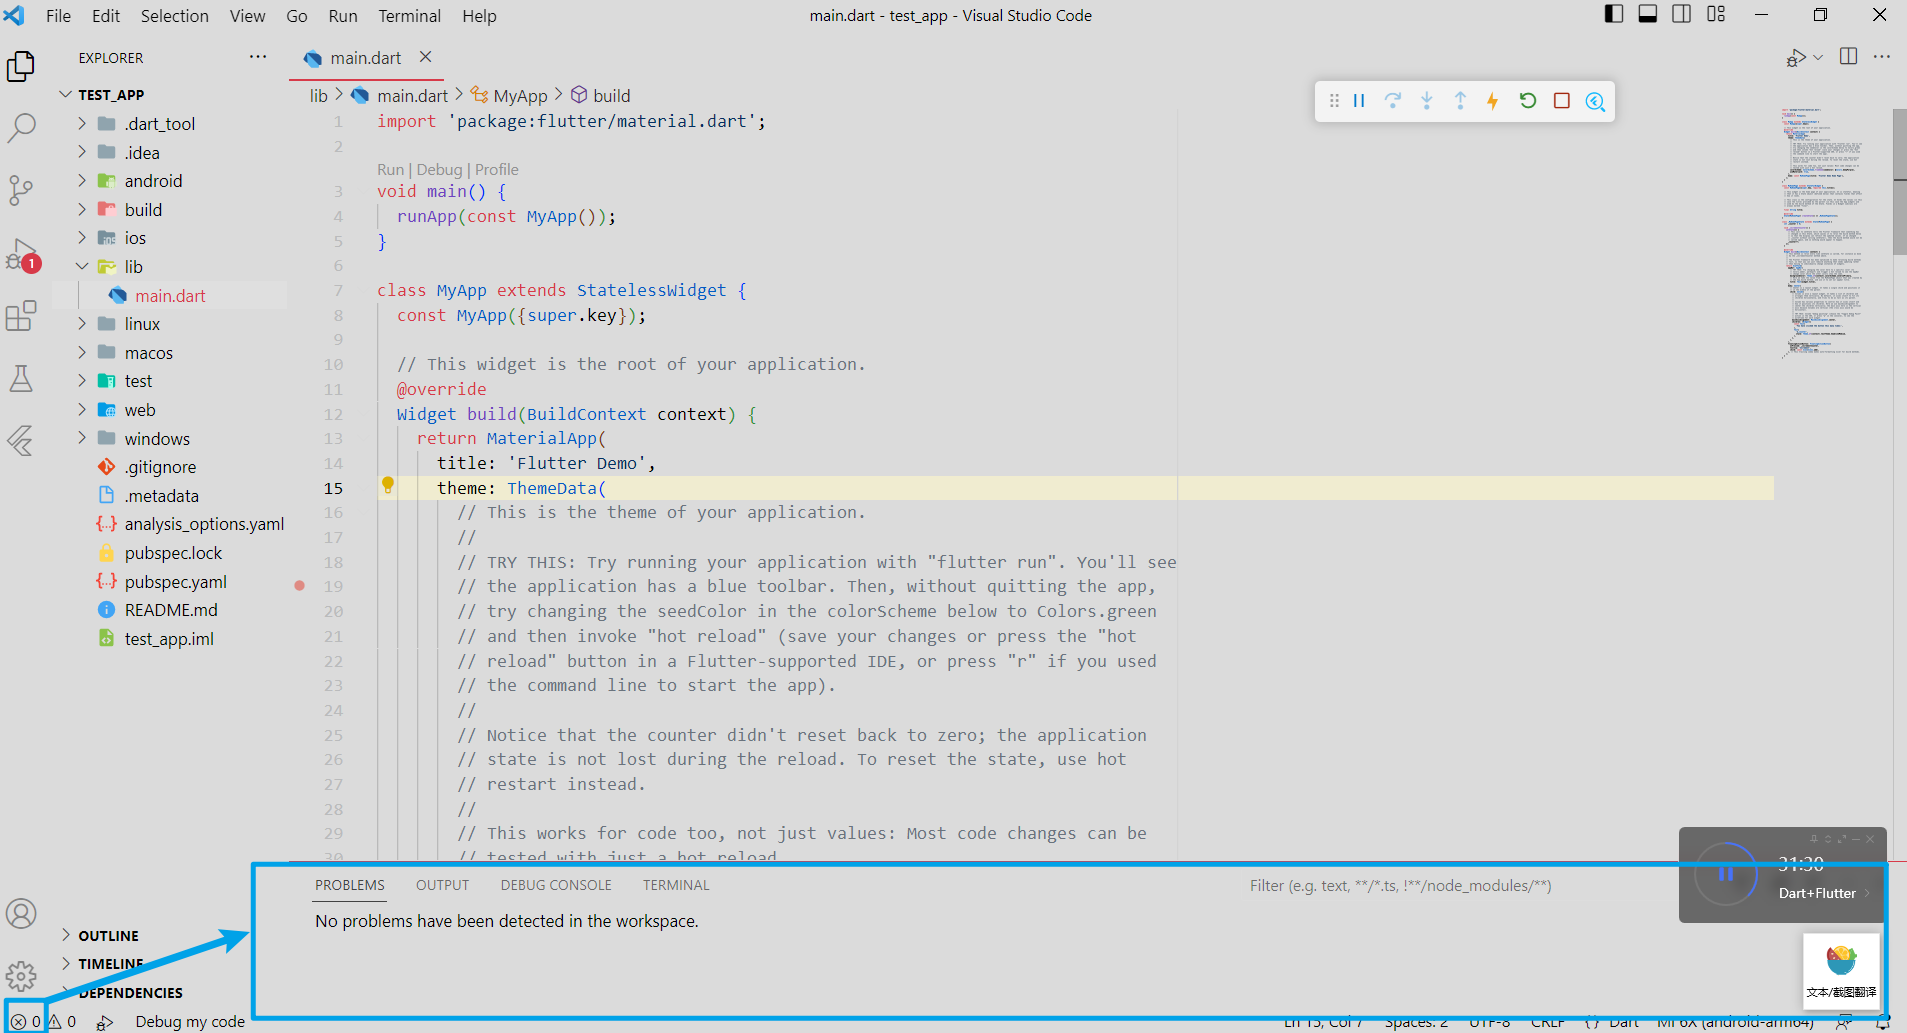 File Edit Selection View Go Run Terminal Help
main.dart - test_app - Visual Studio Code
EXPLORER
TEST_APP
.dart_tool
.idea
android
build
ios
lib
main.dart
linux
macos
test
web
windows
.gitignore
.metadata
analysis_options.yaml
pubspec.lock
pubspec.yaml
README.md
test_app.iml
OUTLINE
TIMELINE
DEPENDENCIES
1
main.dart
lib > main.dart > MyApp > build
1 import 'package:flutter/material.dart';
2
Run | Debug | Profile
3 void main() {
4 runApp(const MyApp());
5 }
6
7 class MyApp extends StatelessWidget {
8 const MyApp({super.key});
9
10 // This widget is the root of your application.
11 @override
12 Widget build(BuildContext context) {
13 return MaterialApp(
14 title: 'Flutter Demo',
15 theme: ThemeData(
16 // This is the theme of your application.
17 //
18 // TRY THIS: Try running your application with "flutter run". You'll see
19 // the application has a blue toolbar. Then, without quitting the app,
20 // try changing the seedColor in the colorScheme below to Colors.green
21 // and then invoke "hot reload" (save your changes or press the "hot
22 // reload" button in a Flutter-supported IDE, or press "r" if you used
23 // the command line to start the app).
24 //
25 // Notice that the counter didn't reset back to zero; the application
26 // state is not lost during the reload. To reset the state, use hot
27 // restart instead.
28 //
29 // This works for code too, not just values: Most code changes can be
30 // tested with just a hot reload
PROBLEMS OUTPUT DEBUG CONSOLE TERMINAL
Filter (e.g. text, **/*.ts, !**/node_modules/**)
No problems have been detected in the workspace.
31:30
Dart+Flutter
文本/截图翻译
0 0 Debug my code
Ln 15, Col 7 Spaces: 2 UTF-8 CRLF {} Dart MI 6X (android-arm64)